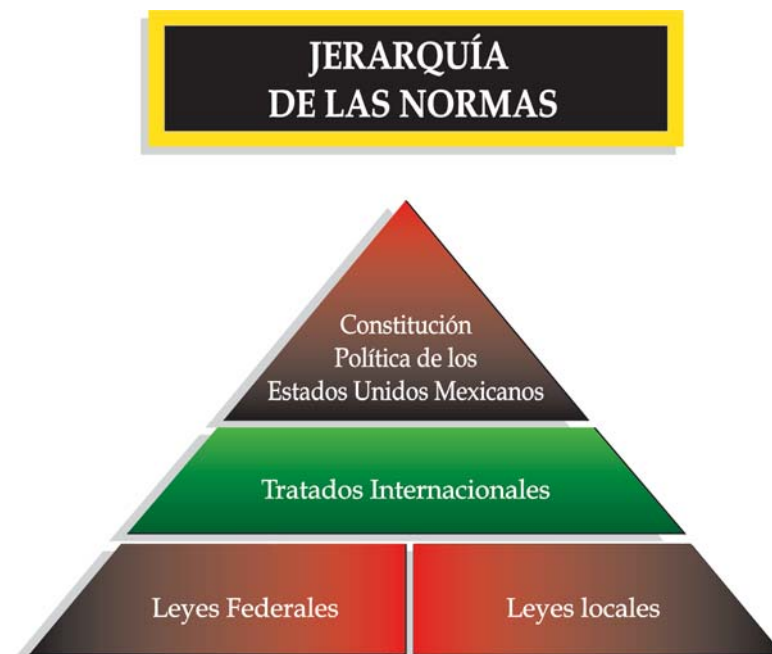 JERARQUÍA
DE LAS NORMAS
Constitución
Política de los
Estados Unidos Mexicanos
Tratados Internacionales
Leyes Federales
Leyes locales